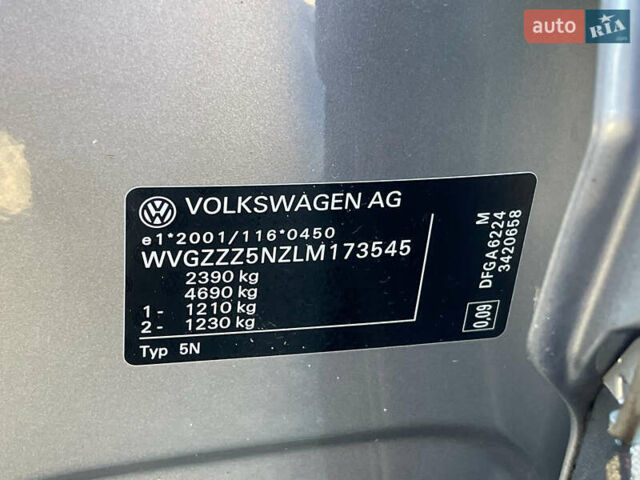 auto RIA .com
VOLKSWAGEN AG
e1*2001/116*0450
WVGZZZ5NZLM173545
2390 kg
4690 kg
1- 1210 kg
2- 1230 kg
Typ 5N
DFGA6224 M
3420658
0,09